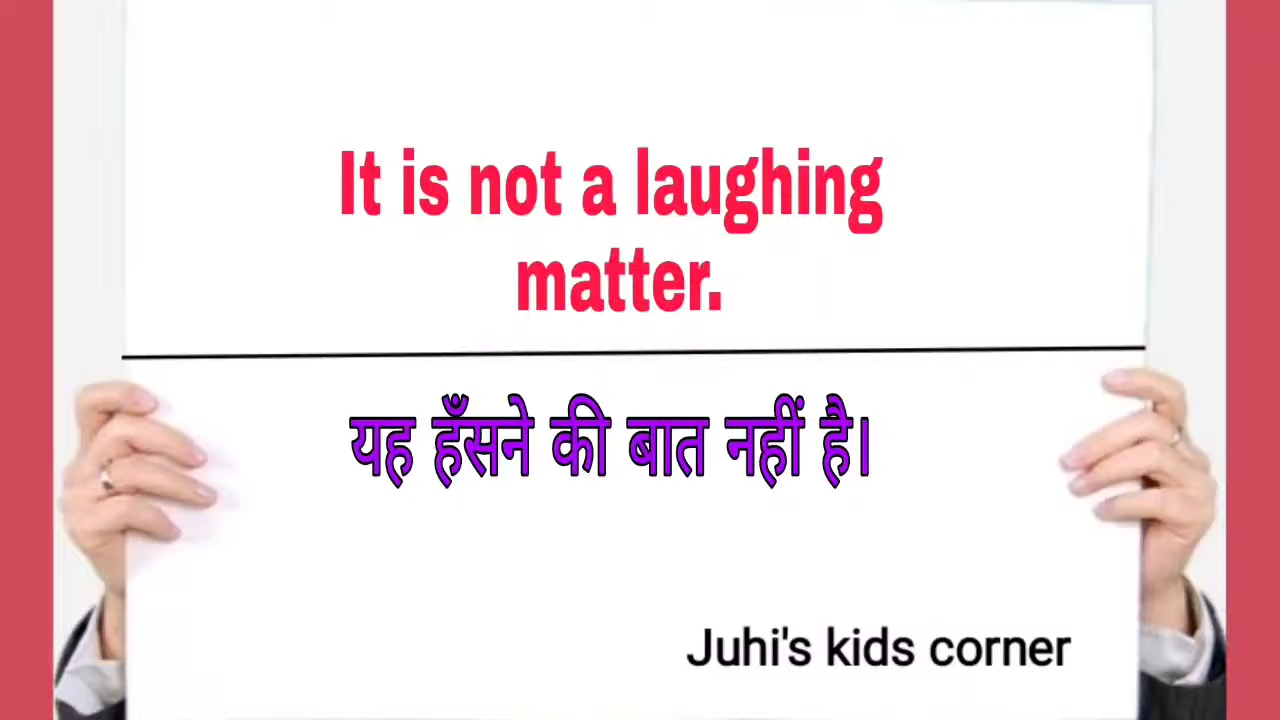 It is not a laughing
matter.
यह हँसने की बात नहीं है।
Juhi's kids corner